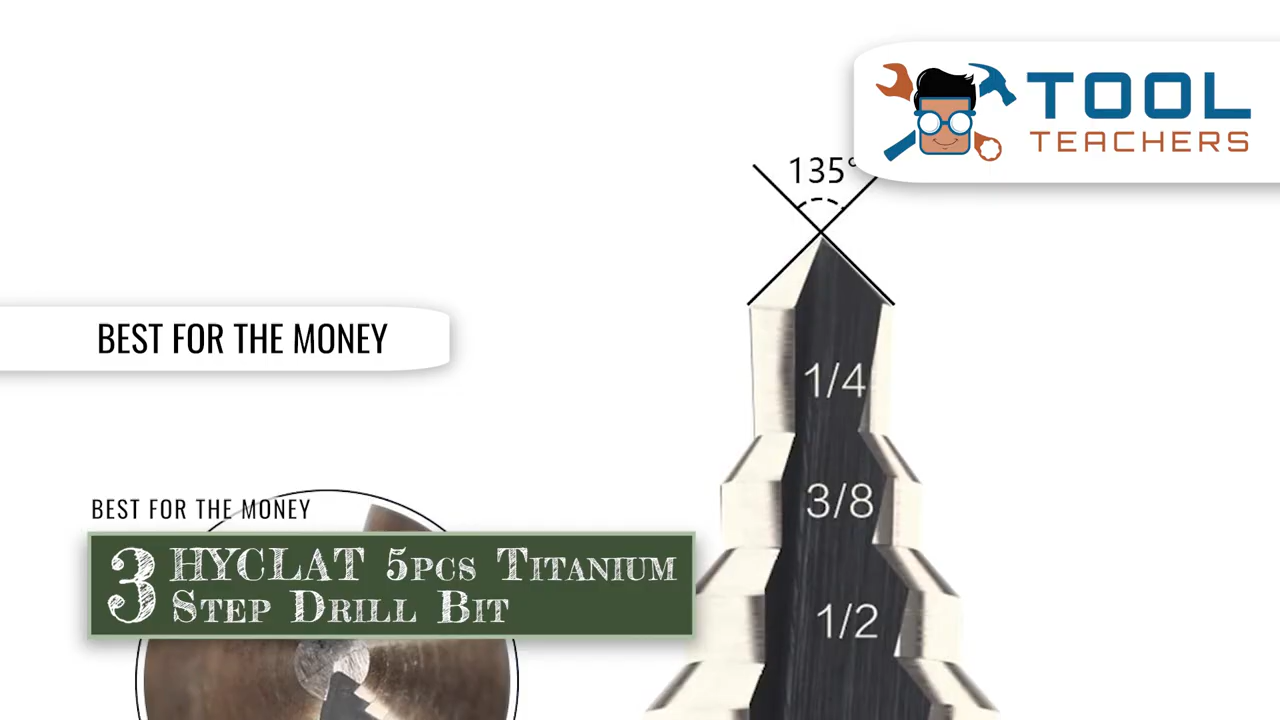 TOOL
TEACHERS
135°
BEST FOR THE MONEY
1/4
3/8
BEST FOR THE MONEY
3 HYCLAT 5PCS TITANIUM
STEP DRILL BIT
1/2